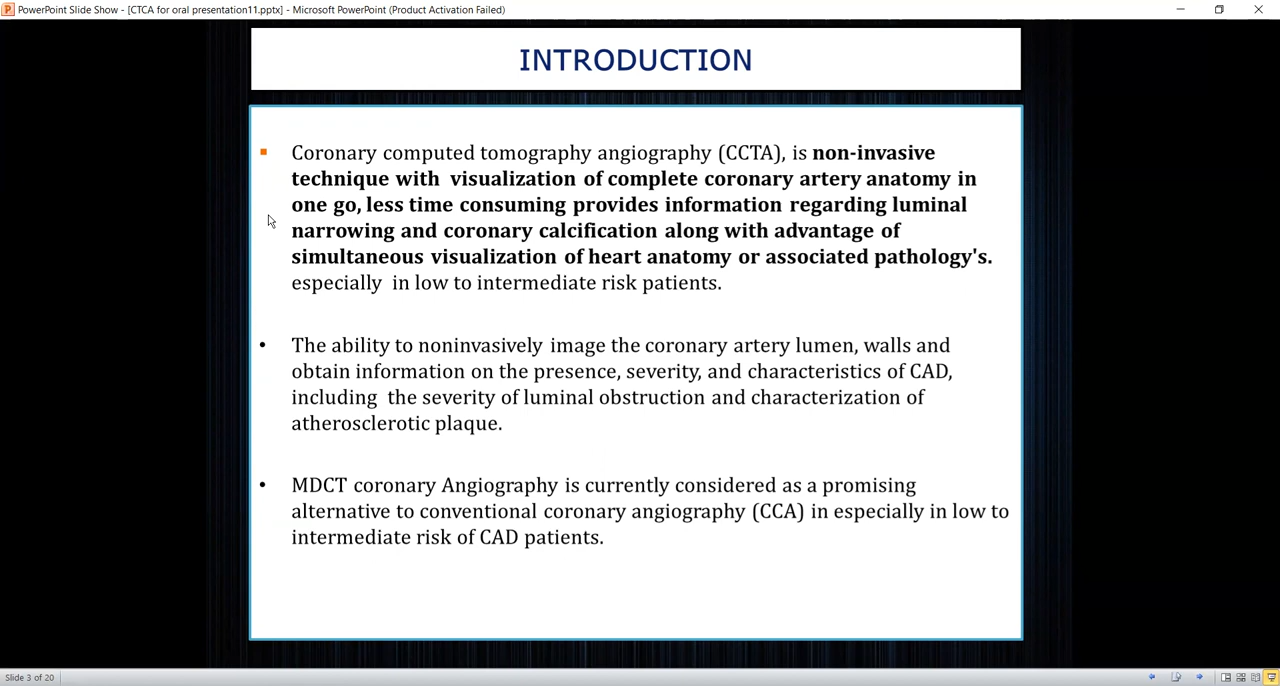 PowerPoint Slide Show - [CTCA for oral presentation11.pptx] - Microsoft PowerPoint (Product Activation Failed)
INTRODUCTION
▪ Coronary computed tomography angiography (CCTA), is non-invasive
technique with visualization of complete coronary artery anatomy in
one go, less time consuming provides information regarding luminal
narrowing and coronary calcification along with advantage of
simultaneous visualization of heart anatomy or associated pathology's.
especially in low to intermediate risk patients.
• The ability to noninvasively image the coronary artery lumen, walls and
obtain information on the presence, severity, and characteristics of CAD,
including the severity of luminal obstruction and characterization of
atherosclerotic plaque.
• MDCT coronary Angiography is currently considered as a promising
alternative to conventional coronary angiography (CCA) in especially in low to
intermediate risk of CAD patients.
Slide 3 of 20